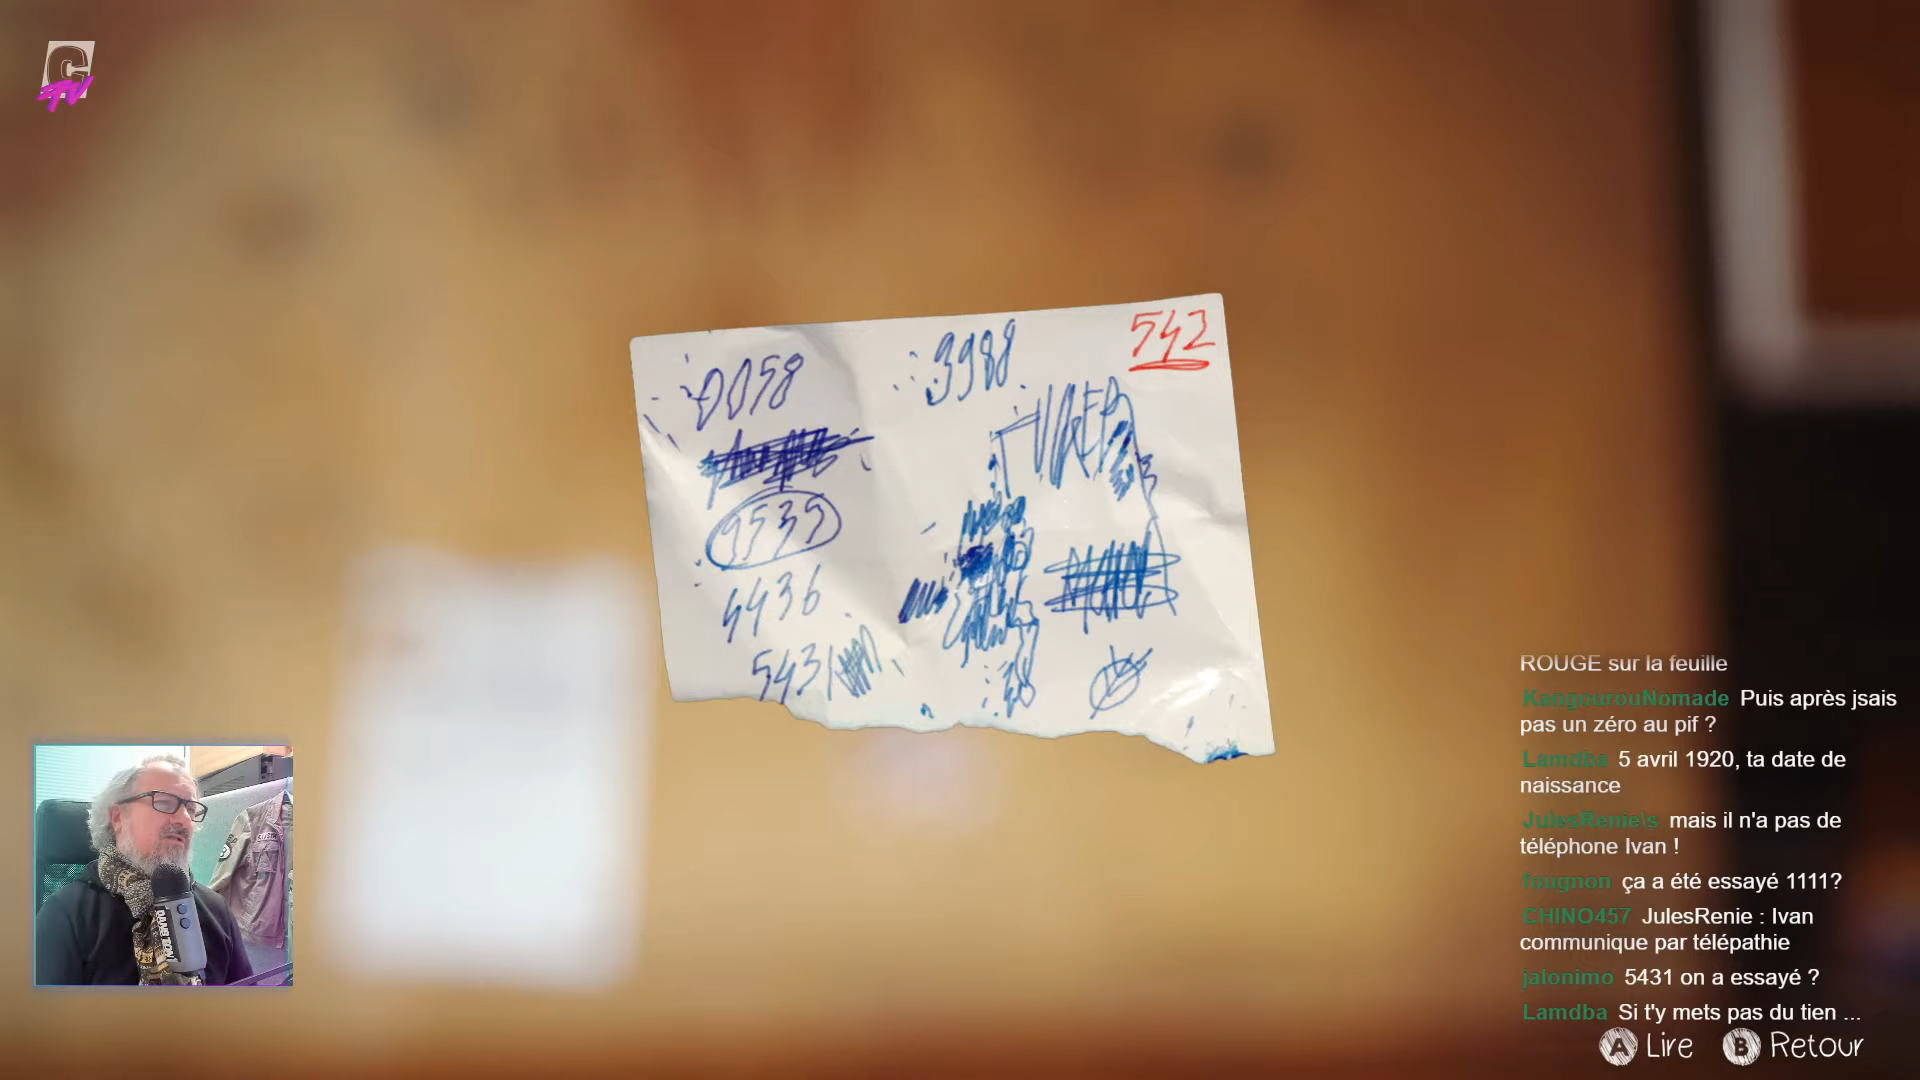 C
TV
0058
3988
542
9539
5436
5431
ROUGE sur la feuille
KangourouNomade Puis après jsais
pas un zéro au pif ?
Lamdba 5 avril 1920, ta date de
naissance
JulesRenie\s mais il n'a pas de
téléphone Ivan !
fougnon ça a été essayé 1111?
CHINO457 JulesRenie : Ivan
communique par télépathie
jalonimo 5431 on a essayé ?
Lamdba Si t'y mets pas du tien ...
A Lire B Retour